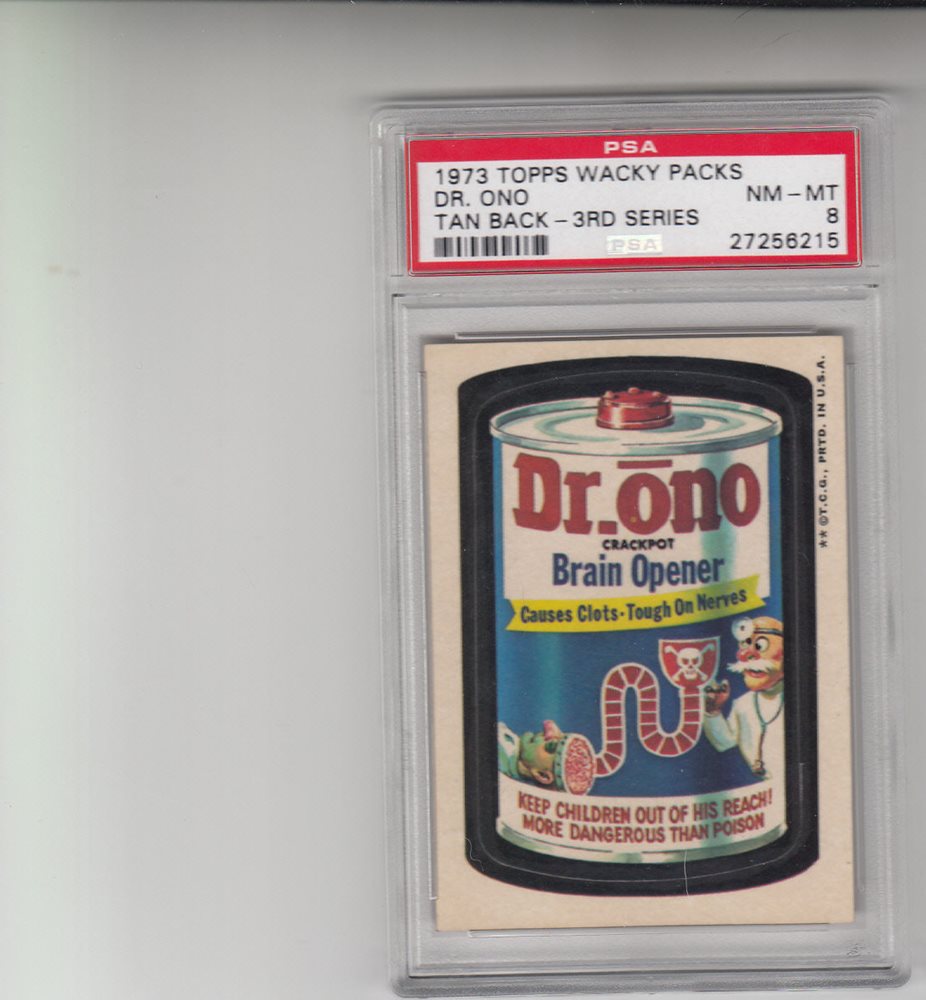 PSA
1973 TOPPS WACKY PACKS
DR. ONO NM-MT
TAN BACK-3RD SERIES 8
PSA 27256215
** ©T.C.G., PRTD. IN U.S.A.
Dr. ōno
CRACKPOT
Brain Opener
Causes Clots·Tough On Nerves
KEEP CHILDREN OUT OF HIS REACH!
MORE DANGEROUS THAN POISON